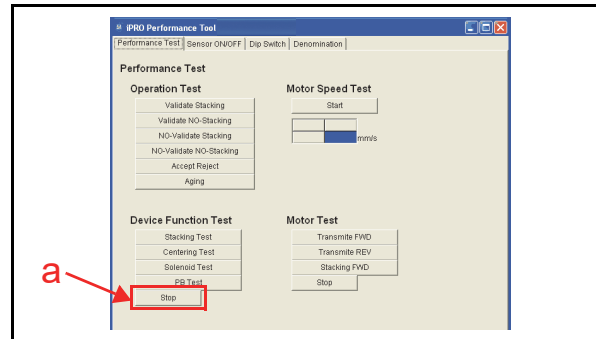 iPRO Performance Tool
Performance Test Sensor ON/OFF Dip Switch Denomination
Performance Test
Operation Test
Validate Stacking
Validate NO-Stacking
NO-Validate Stacking
NO-Validate NO-Stacking
Accept Reject
Aging
Motor Speed Test
Start
mm/s
Device Function Test
Stacking Test
Centering Test
Solenoid Test
PB Test
Stop
Motor Test
Transmite FWD
Transmite REV
Stacking FWD
Stop
a